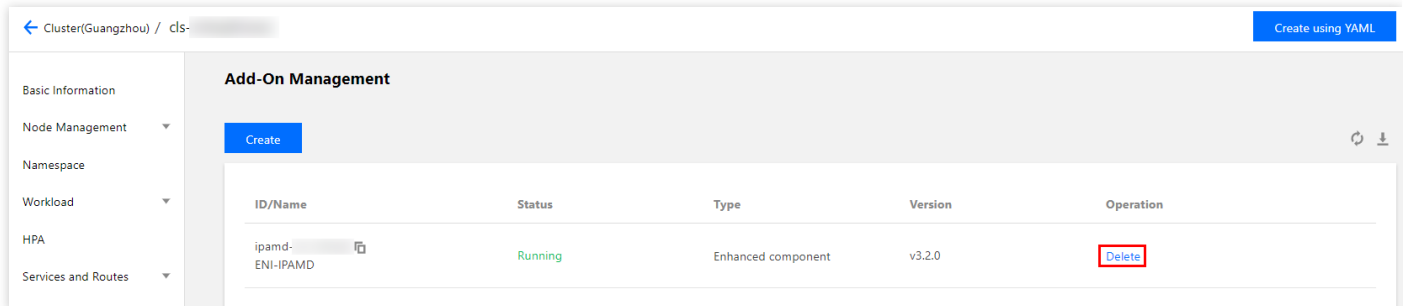 Cluster(Guangzhou) / cls-
Create using YAML
Add-On Management
Basic Information
Node Management
Create
Namespace
Workload
ID/Name Status Type Version Operation
HPA
ipamd-
ENI-IPAMD
Running Enhanced component v3.2.0 Delete
Services and Routes